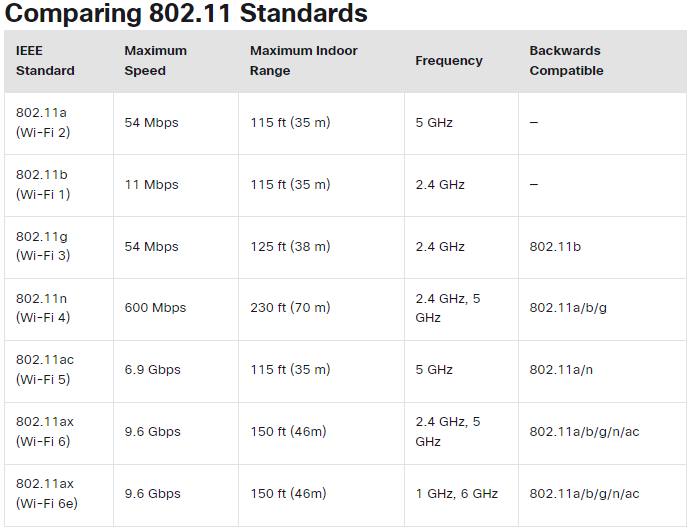 Comparing 802.11 Standards
IEEE Standard Maximum Speed Maximum Indoor Range Frequency Backwards Compatible
802.11a (Wi-Fi 2) 54 Mbps 115 ft (35 m) 5 GHz –
802.11b (Wi-Fi 1) 11 Mbps 115 ft (35 m) 2.4 GHz –
802.11g (Wi-Fi 3) 54 Mbps 125 ft (38 m) 2.4 GHz 802.11b
802.11n (Wi-Fi 4) 600 Mbps 230 ft (70 m) 2.4 GHz, 5 GHz 802.11a/b/g
802.11ac (Wi-Fi 5) 6.9 Gbps 115 ft (35 m) 5 GHz 802.11a/n
802.11ax (Wi-Fi 6) 9.6 Gbps 150 ft (46m) 2.4 GHz, 5 GHz 802.11a/b/g/n/ac
802.11ax (Wi-Fi 6e) 9.6 Gbps 150 ft (46m) 1 GHz, 6 GHz 802.11a/b/g/n/ac